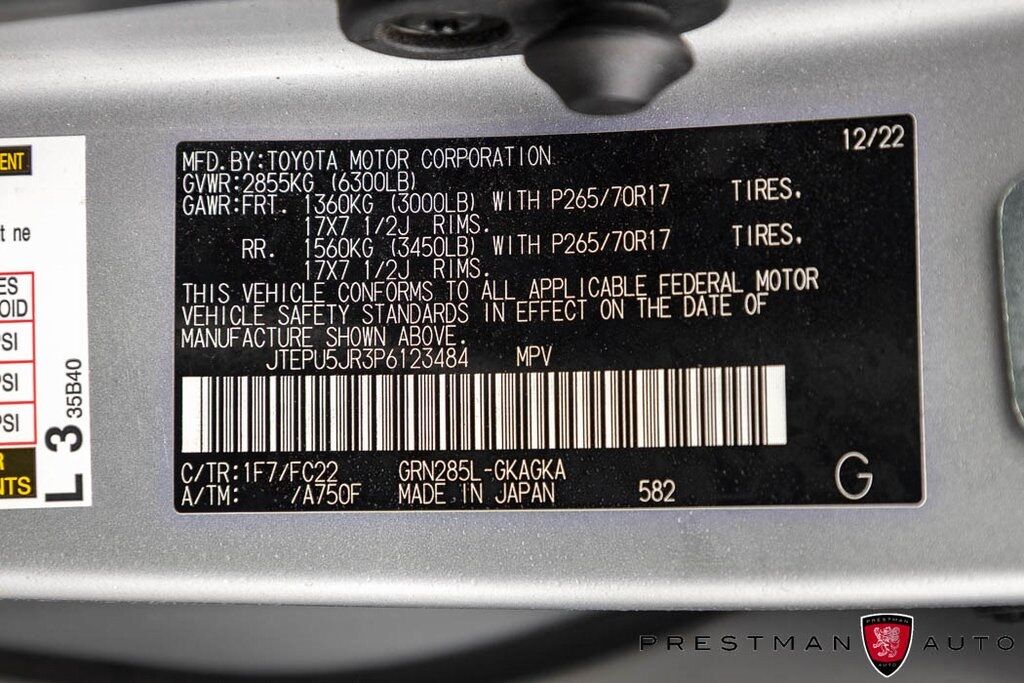 12/22
MFD.BY:TOYOTA MOTOR CORPORATION
GVWR:2855KG (6300LB)
GAWR:FRT. 1360KG (3000LB) WITH P265/70R17 TIRES.
17X7 1/2J RIMS.
RR. 1560KG (3450LB) WITH P265/70R17 TIRES.
17X7 1/2J RIMS.
THIS VEHICLE CONFORMS TO ALL APPLICABLE FEDERAL MOTOR
VEHICLE SAFETY STANDARDS IN EFFECT ON THE DATE OF
MANUFACTURE SHOWN ABOVE.
JTEPU5JR3P6123484 MPV
C/TR:1F7/FC22 GRN285L-GKAGKA
A/TM: /A750F MADE IN JAPAN 582
G
L 3 35B40
PRESTMAN AUTO
PRESTMAN
AUTO